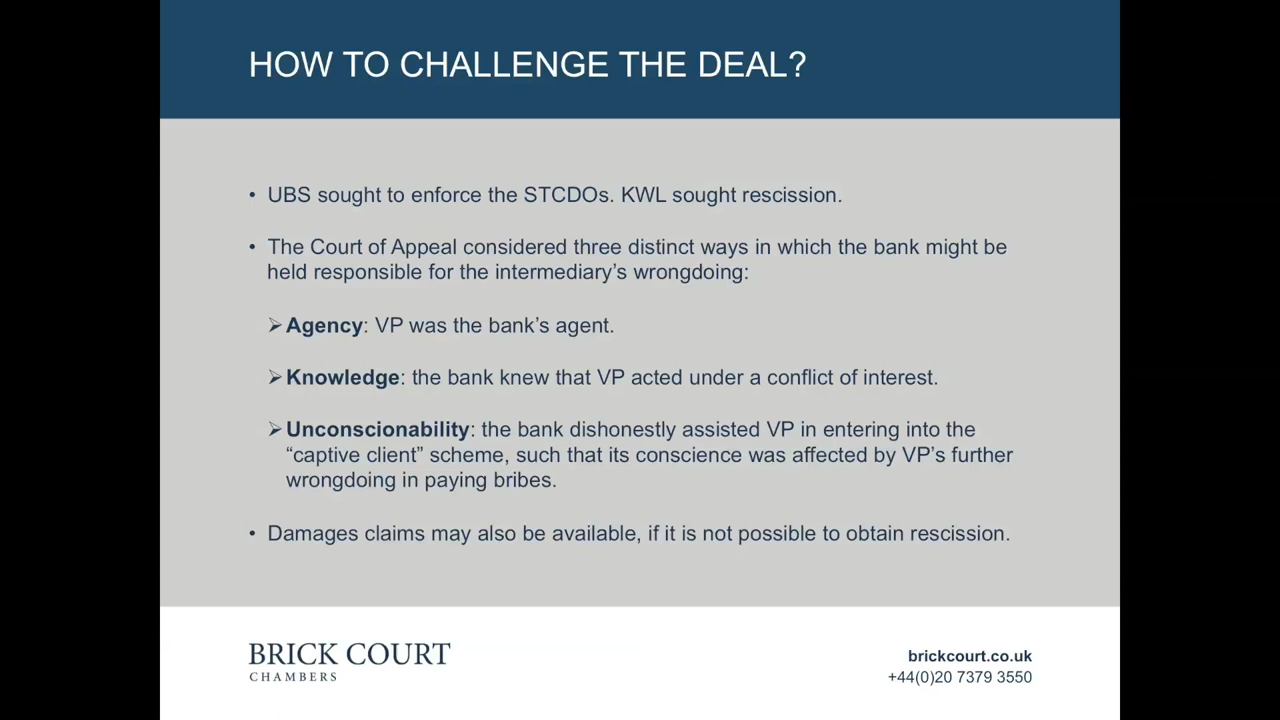 HOW TO CHALLENGE THE DEAL?
• UBS sought to enforce the STCDOs. KWL sought rescission.
• The Court of Appeal considered three distinct ways in which the bank might be
held responsible for the intermediary’s wrongdoing:
➢ Agency: VP was the bank’s agent.
➢ Knowledge: the bank knew that VP acted under a conflict of interest.
➢ Unconscionability: the bank dishonestly assisted VP in entering into the
“captive client” scheme, such that its conscience was affected by VP’s further
wrongdoing in paying bribes.
• Damages claims may also be available, if it is not possible to obtain rescission.
BRICK COURT
CHAMBERS
brickcourt.co.uk
+44(0)20 7379 3550